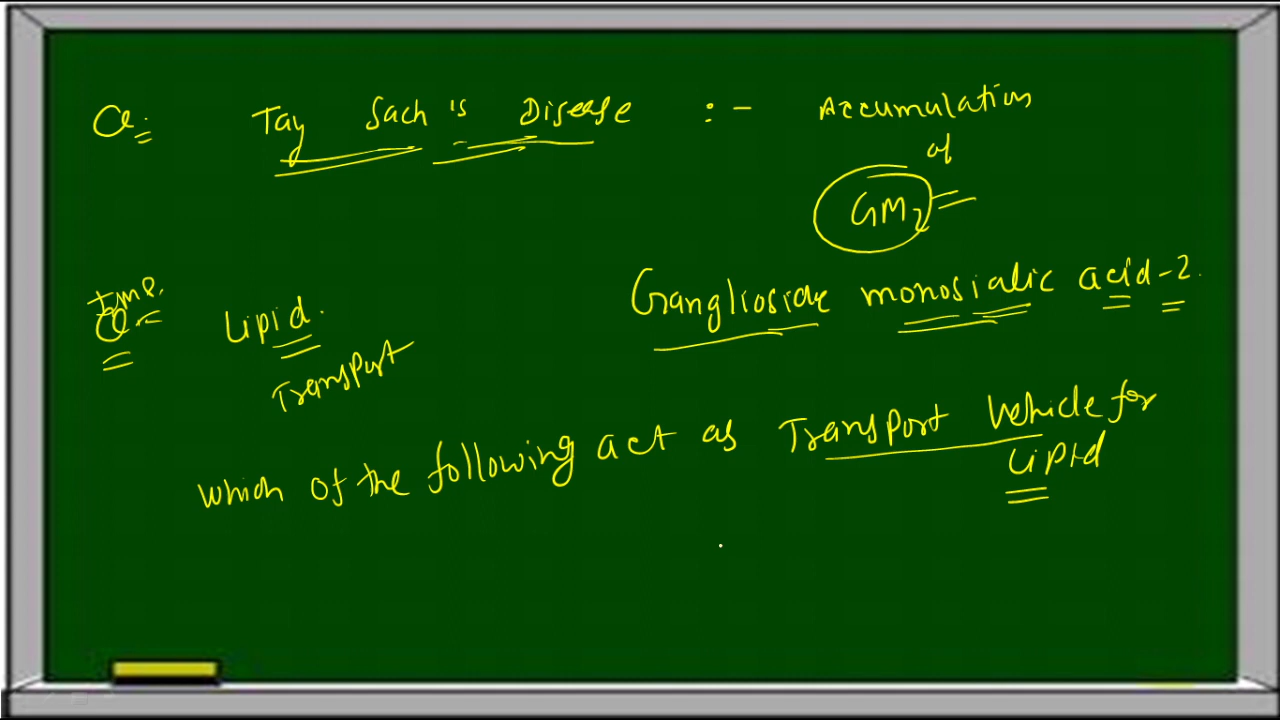 Q. Tay Sach's Disease :- Accumulation
of
GM2
Ganglioside monosialic acid-2.
Imp.
Q- Lipid.
Transport
which of the following act as Transport Vehicle for
Lipid